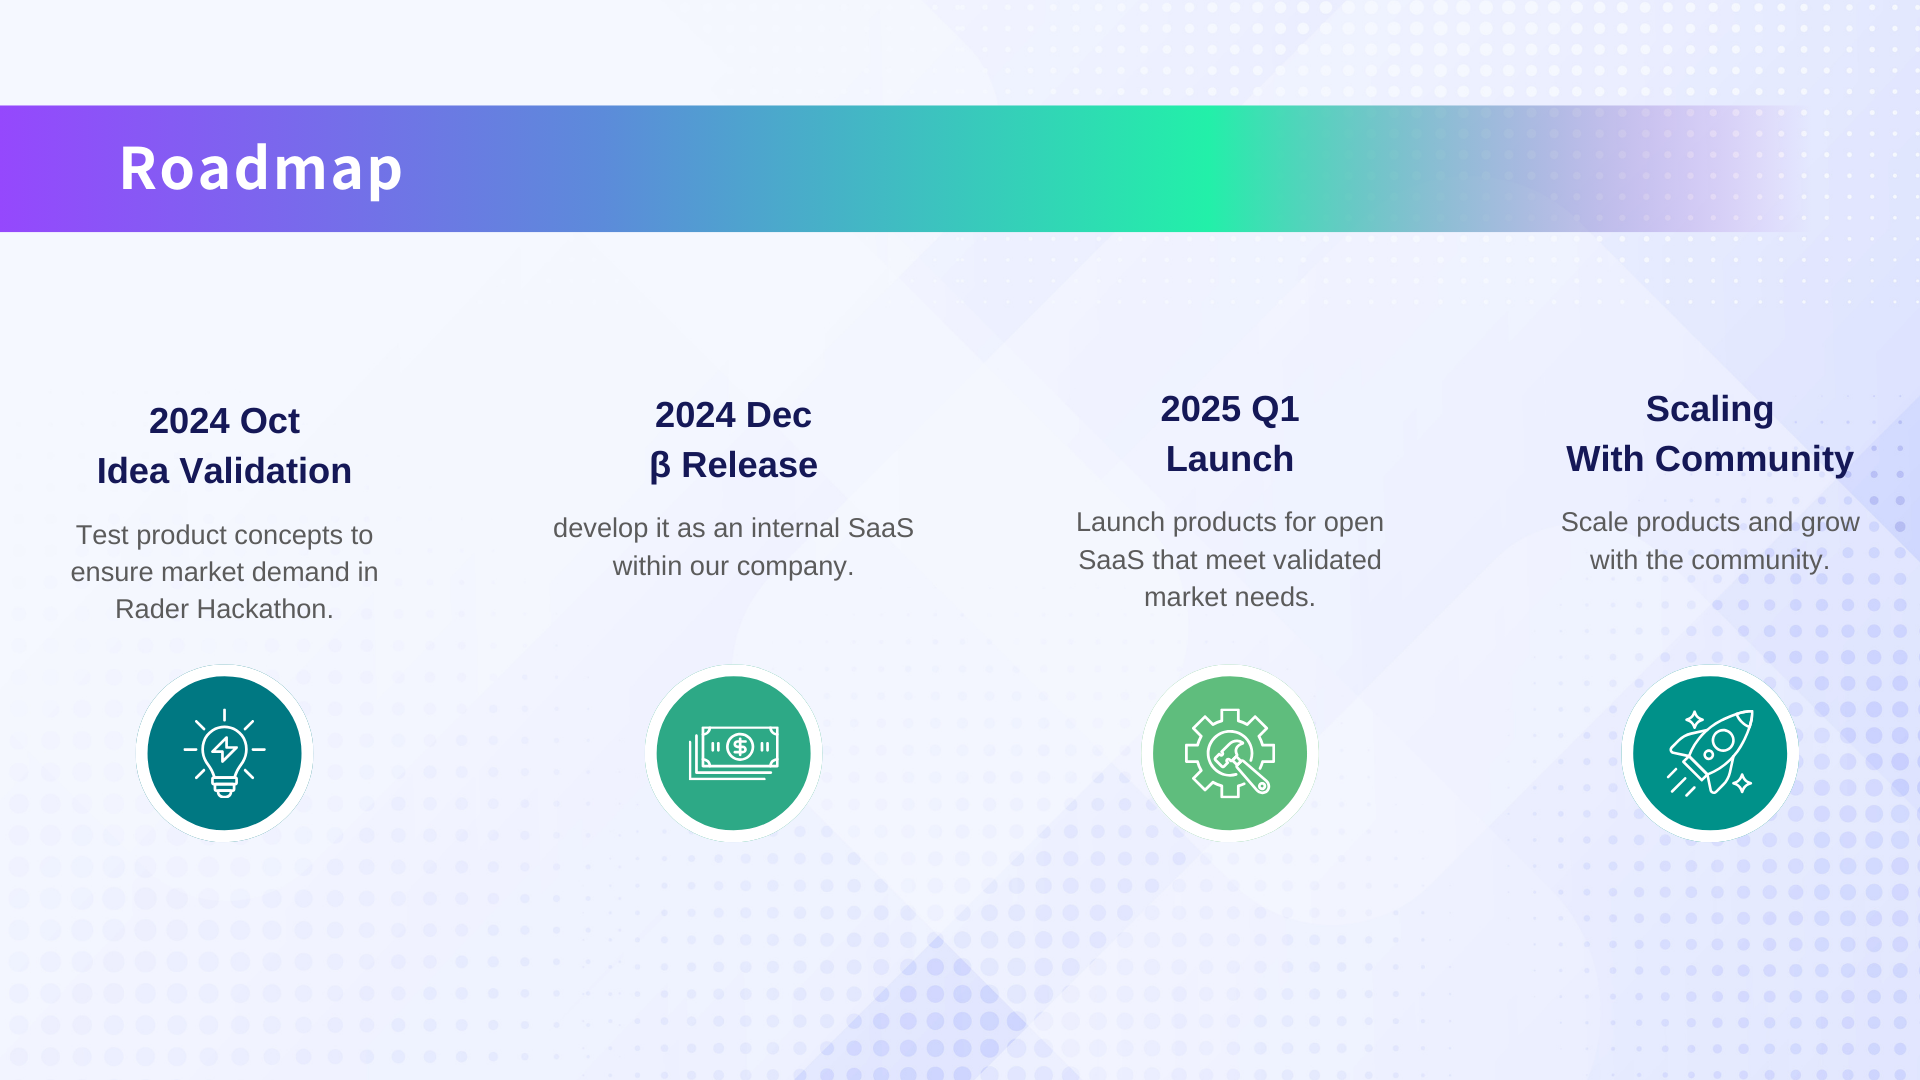 Roadmap
2024 Oct
Idea Validation
Test product concepts to
ensure market demand in
Rader Hackathon.
2024 Dec
β Release
develop it as an internal SaaS
within our company.
2025 Q1
Launch
Launch products for open
SaaS that meet validated
market needs.
Scaling
With Community
Scale products and grow
with the community.
$